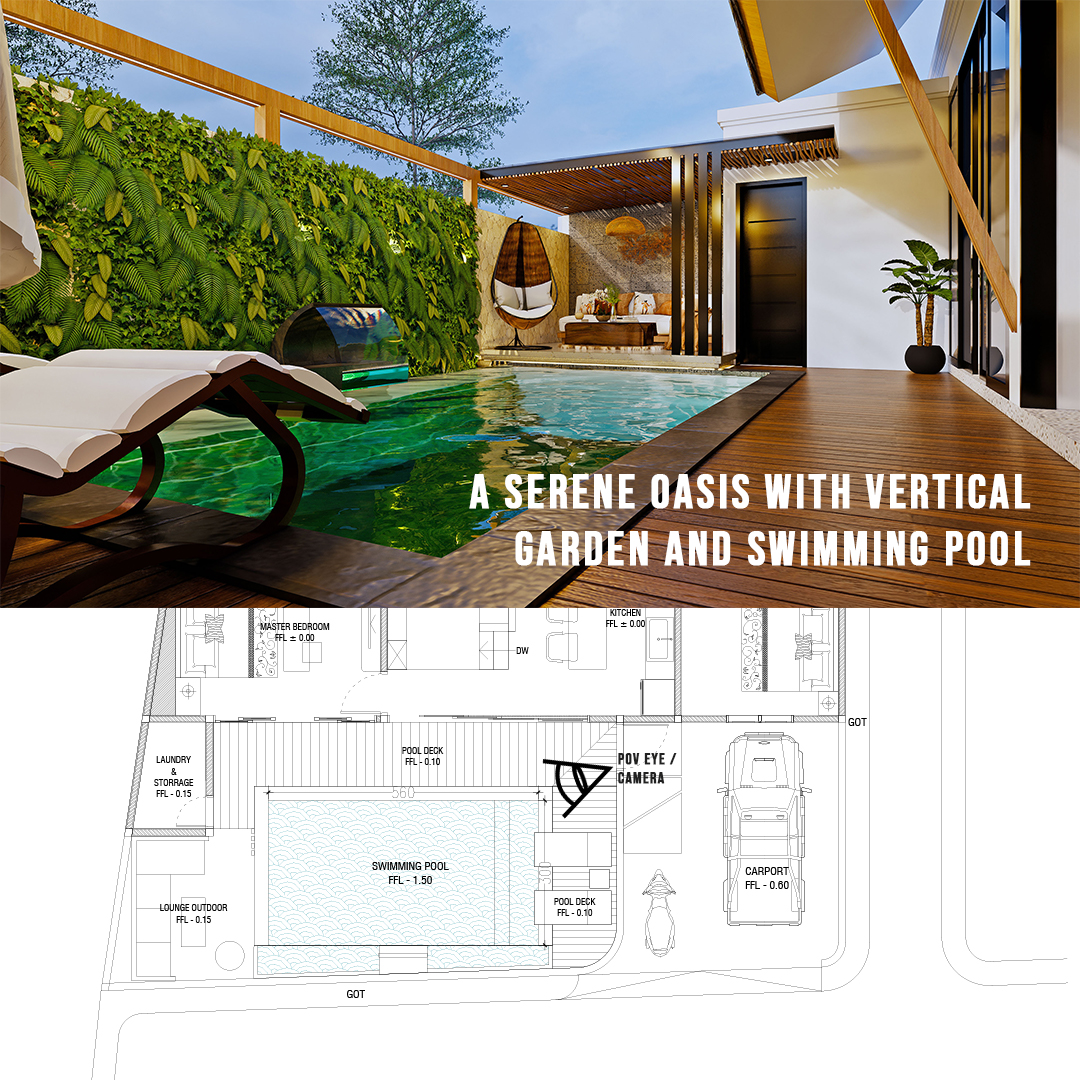 A SERENE OASIS WITH VERTICAL
GARDEN AND SWIMMING POOL
MASTER BEDROOM
FFL ± 0.00
KITCHEN
FFL ± 0.00
DW
GOT
LAUNDRY
&
STORRAGE
FFL - 0.15
POOL DECK
FFL - 0.10
POV EYE /
CAMERA
560
SWIMMING POOL
FFL - 1.50
300
CARPORT
FFL - 0.60
LOUNGE OUTDOOR
FFL - 0.15
POOL DECK
FFL - 0.10
GOT